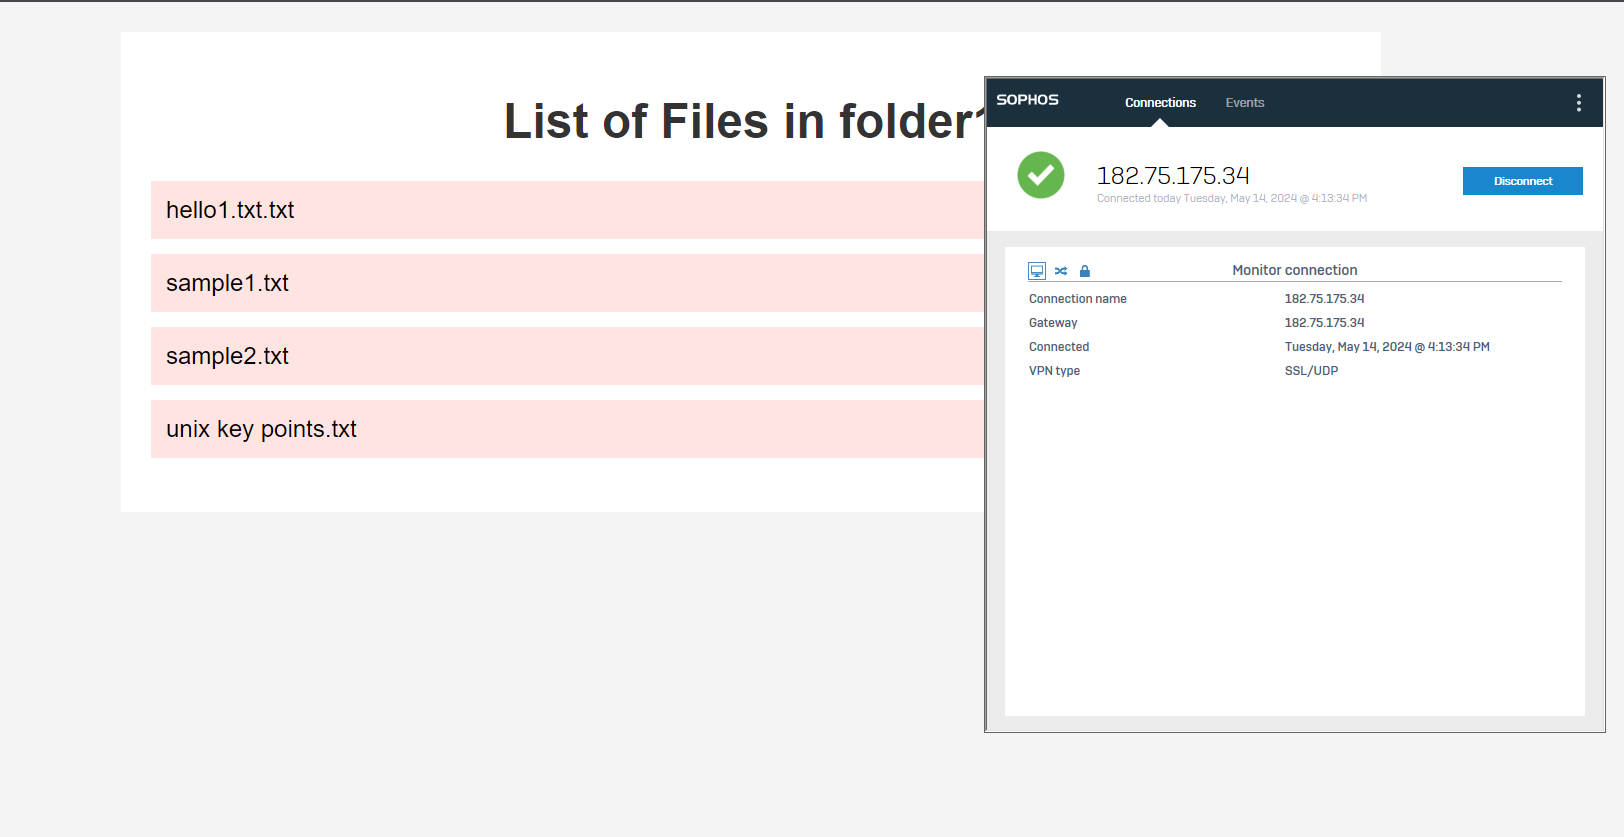 List of Files in folder1
hello1.txt.txt
sample1.txt
sample2.txt
unix key points.txt
SOPHOS
Connections
Events
182.75.175.34
Connected today Tuesday, May 14, 2024 @ 4:13:34 PM
Disconnect
Monitor connection
Connection name 182.75.175.34
Gateway 182.75.175.34
Connected Tuesday, May 14, 2024 @ 4:13:34 PM
VPN type SSL/UDP